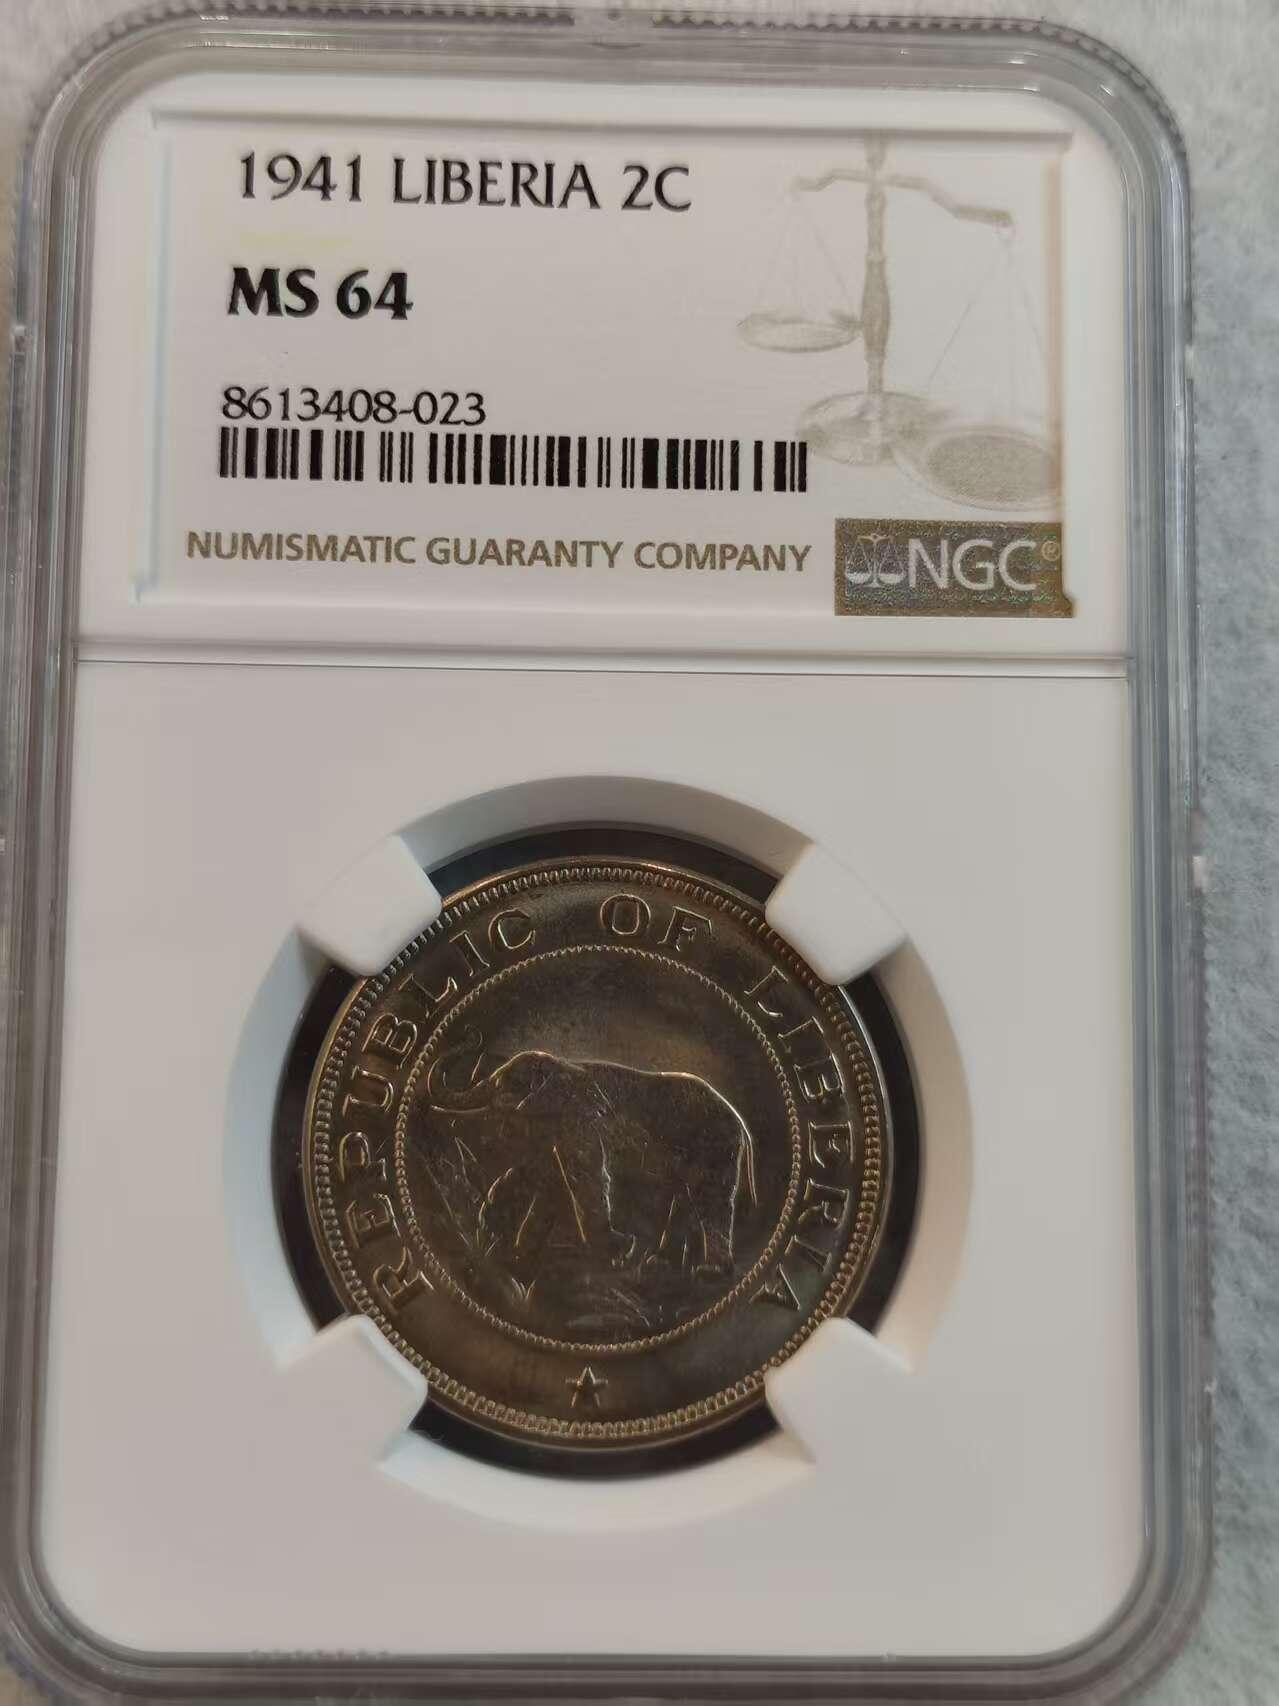 1941 LIBERIA 2C
MS 64
8613408-023
NUMISMATIC GUARANTY COMPANY
NGC®
REPUBLIC OF LIBERIA